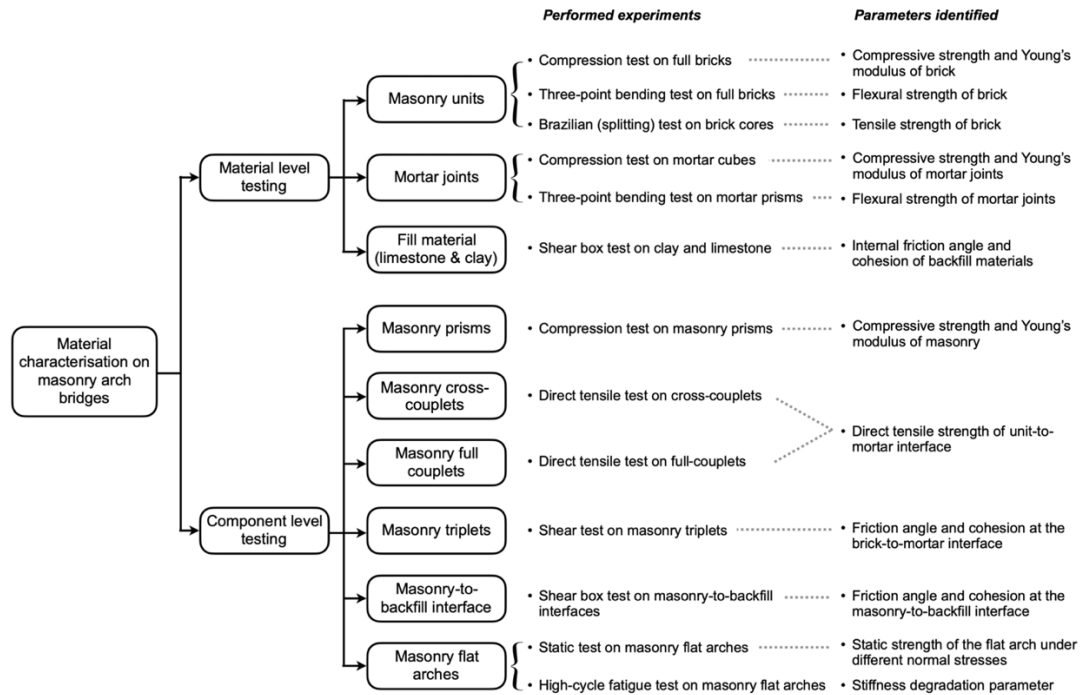 Performed experiments
Parameters identified
Material
characterisation on
masonry arch
bridges
Material level
testing
Masonry units
• Compression test on full bricks
• Compressive strength and Young's
modulus of brick
• Three-point bending test on full bricks
• Flexural strength of brick
• Brazilian (splitting) test on brick cores
• Tensile strength of brick
Mortar joints
• Compression test on mortar cubes
• Compressive strength and Young's
modulus of mortar joints
• Three-point bending test on mortar prisms
• Flexural strength of mortar joints
Fill material
(limestone & clay)
• Shear box test on clay and limestone
• Internal friction angle and
cohesion of backfill materials
Component level
testing
Masonry prisms
• Compression test on masonry prisms
• Compressive strength and Young's
modulus of masonry
Masonry cross-
couplets
• Direct tensile test on cross-couplets
Masonry full
couplets
• Direct tensile test on full-couplets
• Direct tensile strength of unit-to-
mortar interface
Masonry triplets
• Shear test on masonry triplets
• Friction angle and cohesion at the
brick-to-mortar interface
Masonry-to-
backfill interface
• Shear box test on masonry-to-backfill
interfaces
• Friction angle and cohesion at the
masonry-to-backfill interface
Masonry flat
arches
• Static test on masonry flat arches
• Static strength of the flat arch under
different normal stresses
• High-cycle fatigue test on masonry flat arches
• Stiffness degradation parameter